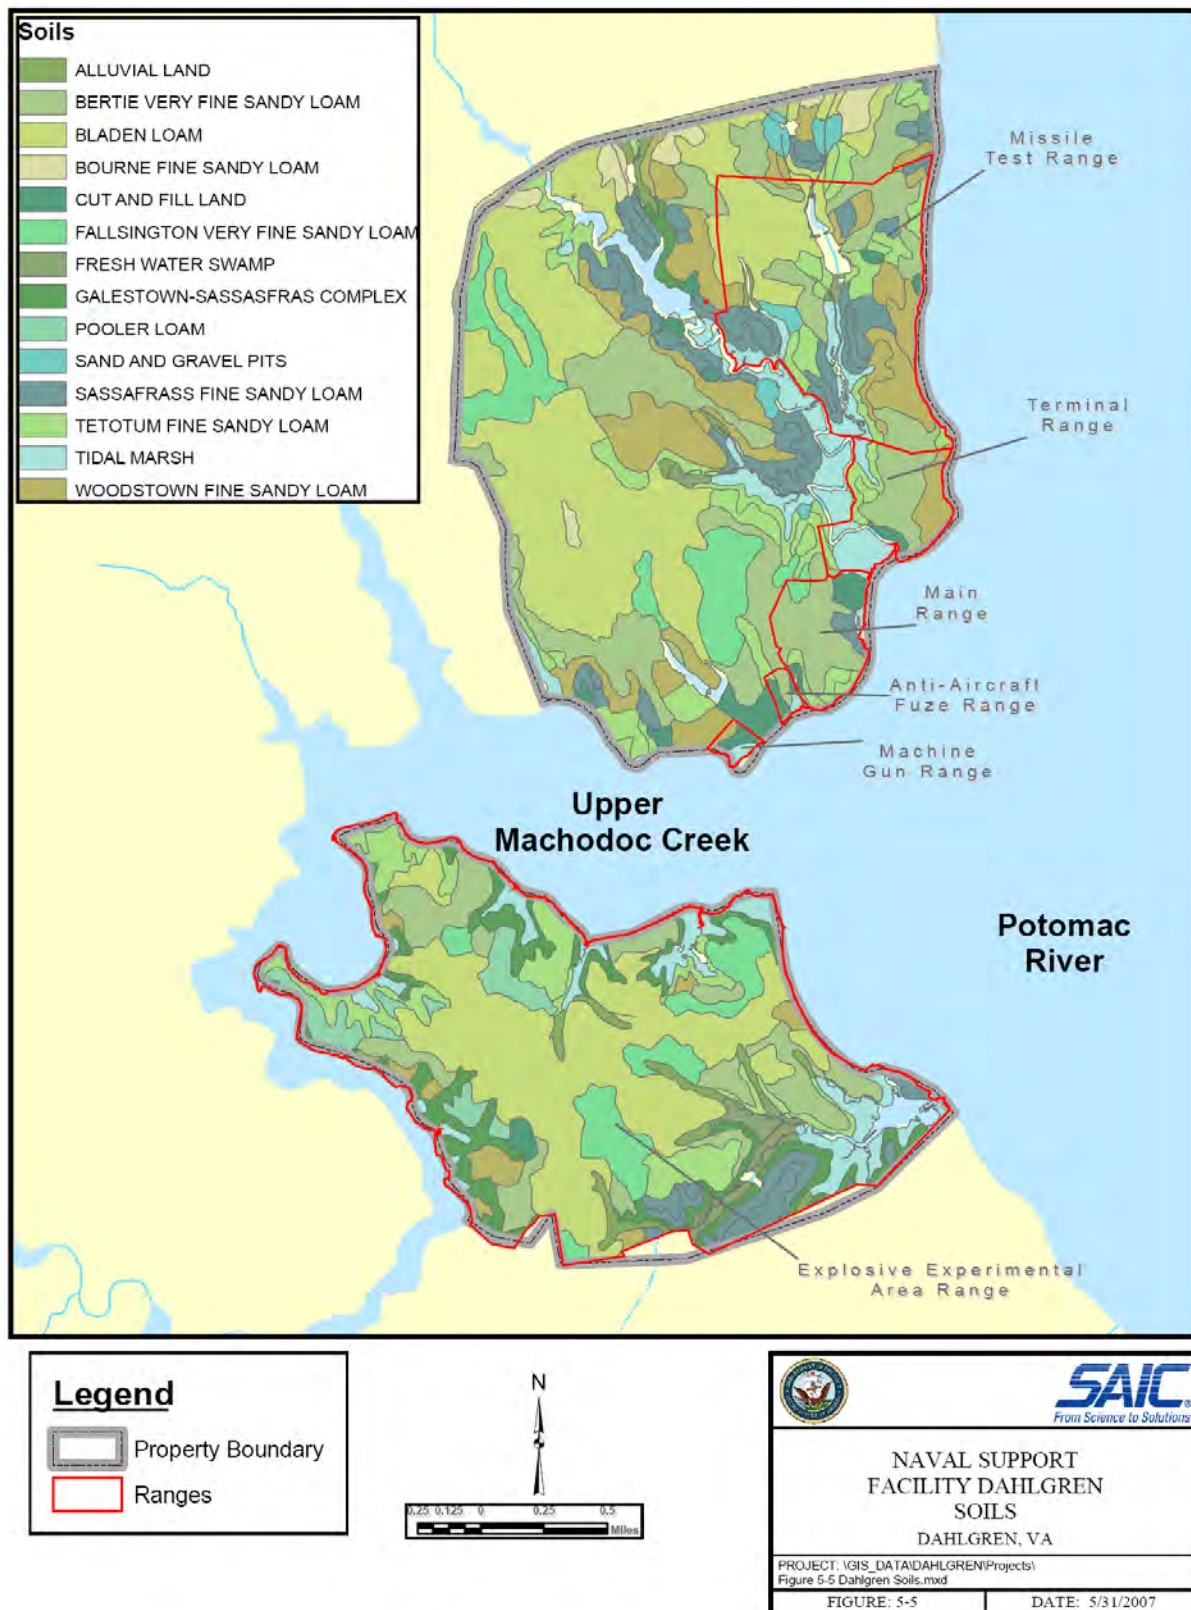 Soils
ALLUVIAL LAND
BERTIE VERY FINE SANDY LOAM
BLADEN LOAM
BOURNE FINE SANDY LOAM
CUT AND FILL LAND
FALLSINGTON VERY FINE SANDY LOAM
FRESH WATER SWAMP
GALESTOWN-SASSASFRAS COMPLEX
POOLER LOAM
SAND AND GRAVEL PITS
SASSAFRASS FINE SANDY LOAM
TETOTUM FINE SANDY LOAM
TIDAL MARSH
WOODSTOWN FINE SANDY LOAM
Missile
Test Range
Terminal
Range
Main
Range
Anti-Aircraft
Fuze Range
Machine
Gun Range
Upper
Machodoc Creek
Potomac
River
Explosive Experimental
Area Range
Legend
Property Boundary
Ranges
N
0.25 0.125 0 0.25 0.5
Miles
SAIC®
From Science to Solutions
NAVAL SUPPORT
FACILITY DAHLGREN
SOILS
DAHLGREN, VA
PROJECT: \GIS_DATA\DAHLGREN\Projects\
Figure 5-5 Dahlgren Soils.mxd
FIGURE: 5-5 DATE: 5/31/2007